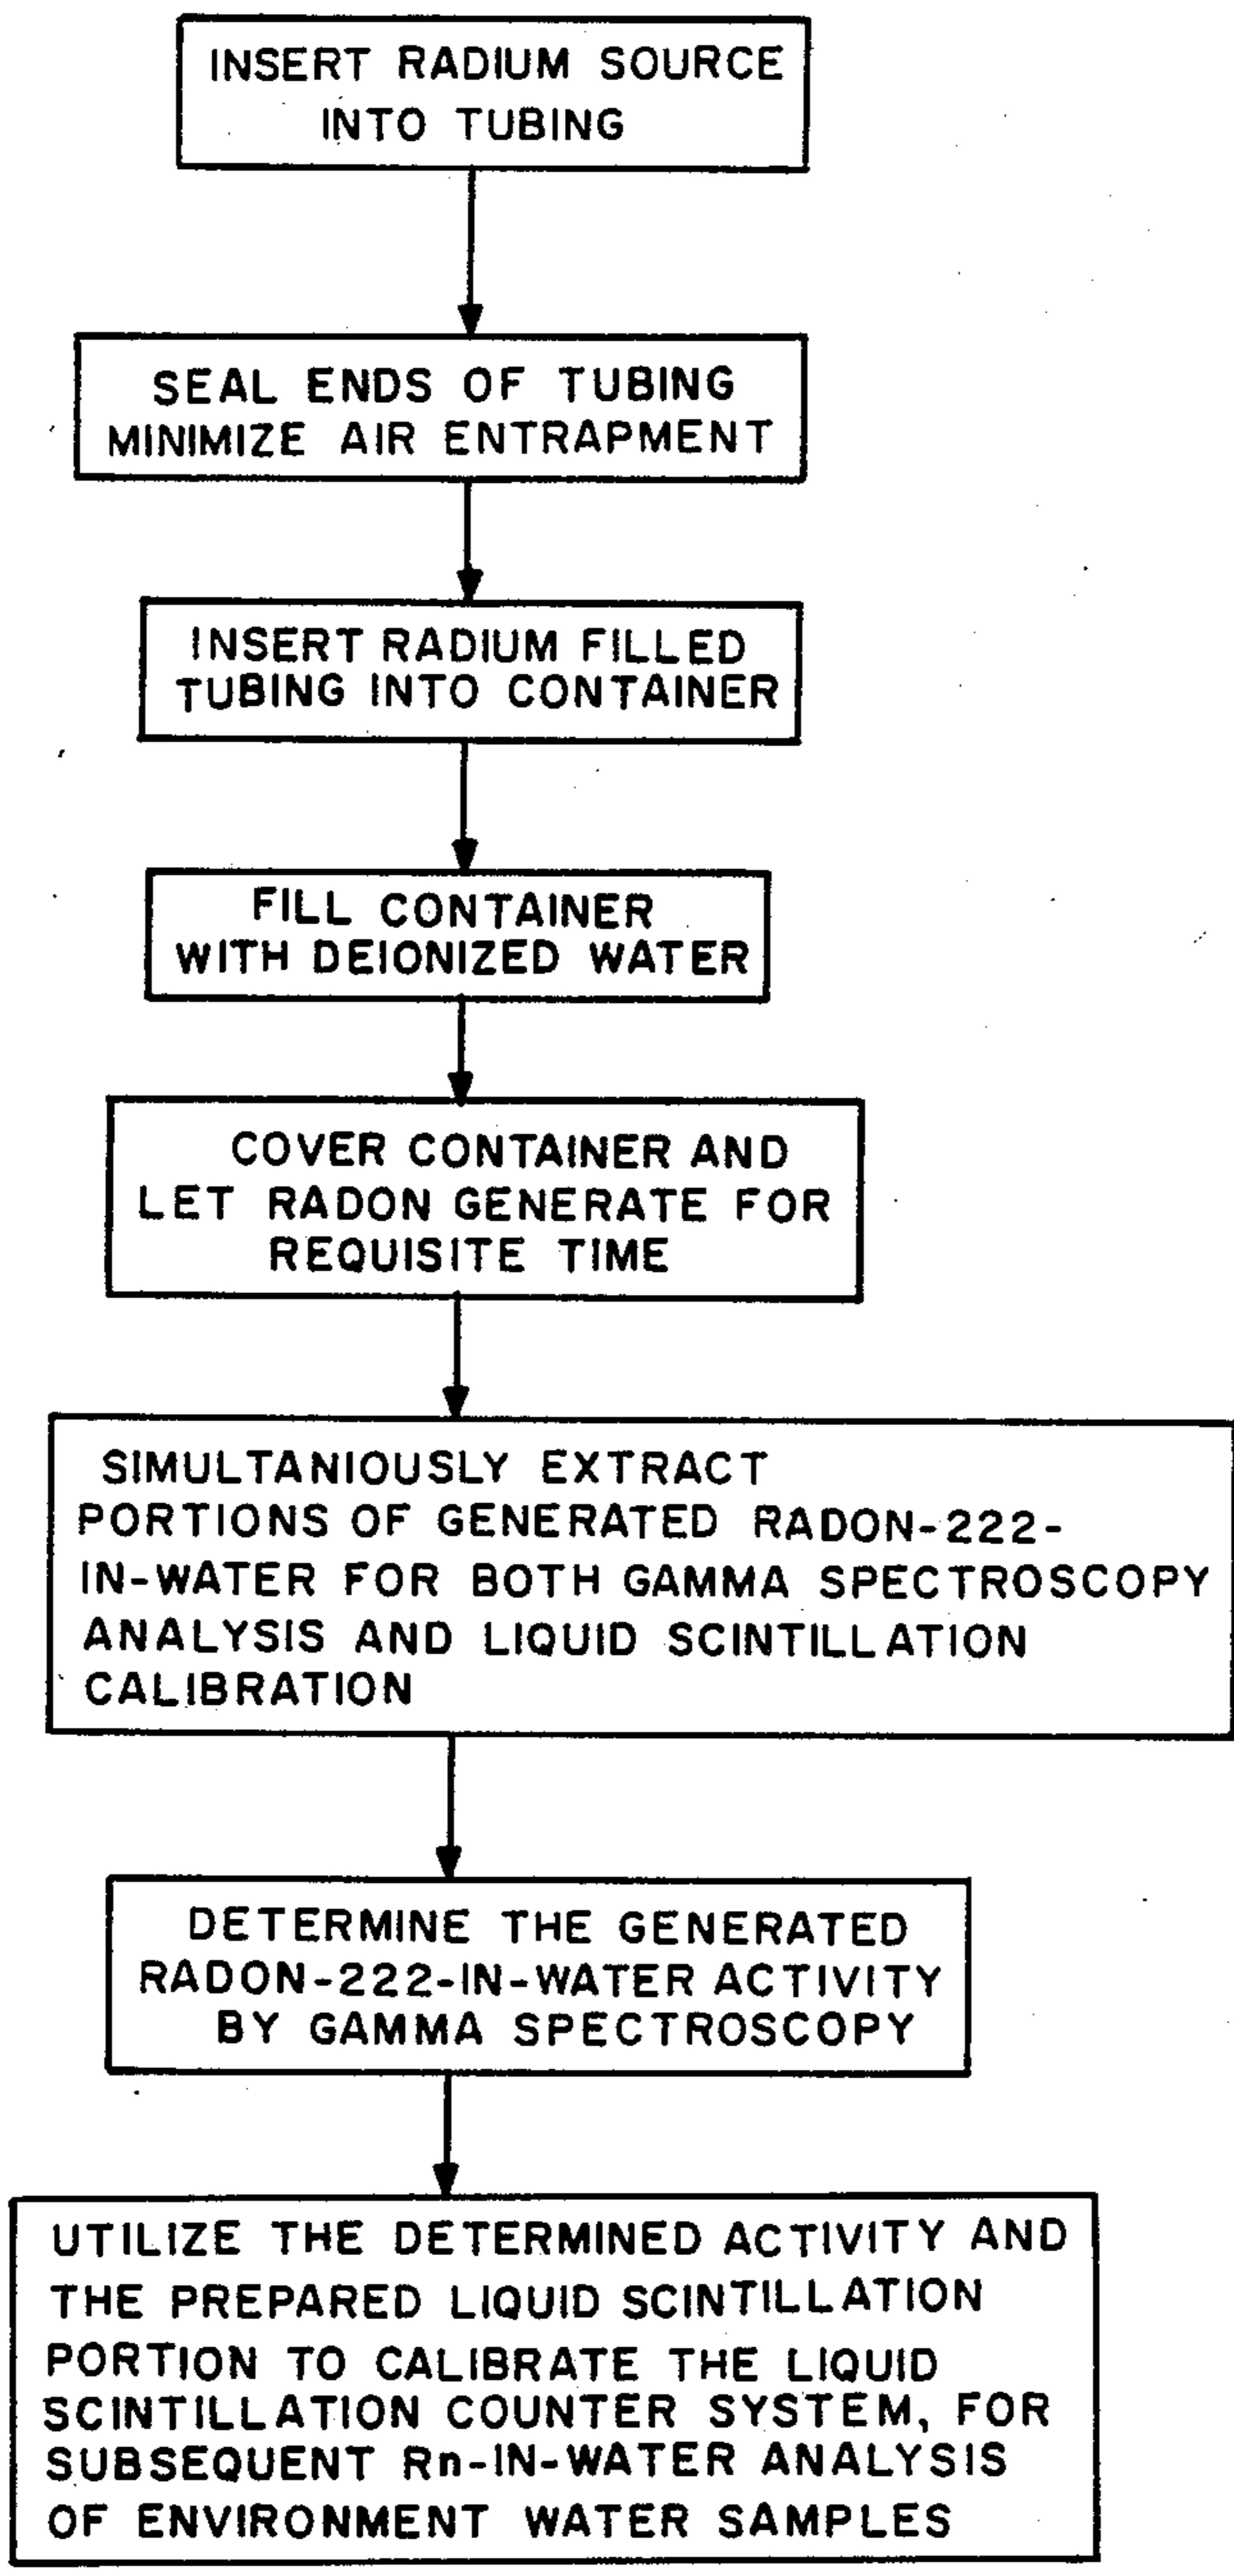 INSERT RADIUM SOURCE
INTO TUBING
SEAL ENDS OF TUBING
MINIMIZE AIR ENTRAPMENT
INSERT RADIUM FILLED
TUBING INTO CONTAINER
FILL CONTAINER
WITH DEIONIZED WATER
COVER CONTAINER AND
LET RADON GENERATE FOR
REQUISITE TIME
SIMULTANIOUSLY EXTRACT
PORTIONS OF GENERATED RADON-222-
IN-WATER FOR BOTH GAMMA SPECTROSCOPY
ANALYSIS AND LIQUID SCINTILLATION
CALIBRATION
DETERMINE THE GENERATED
RADON-222-IN-WATER ACTIVITY
BY GAMMA SPECTROSCOPY
UTILIZE THE DETERMINED ACTIVITY AND
THE PREPARED LIQUID SCINTILLATION
PORTION TO CALIBRATE THE LIQUID
SCINTILLATION COUNTER SYSTEM, FOR
SUBSEQUENT Rn-IN-WATER ANALYSIS
OF ENVIRONMENT WATER SAMPLES